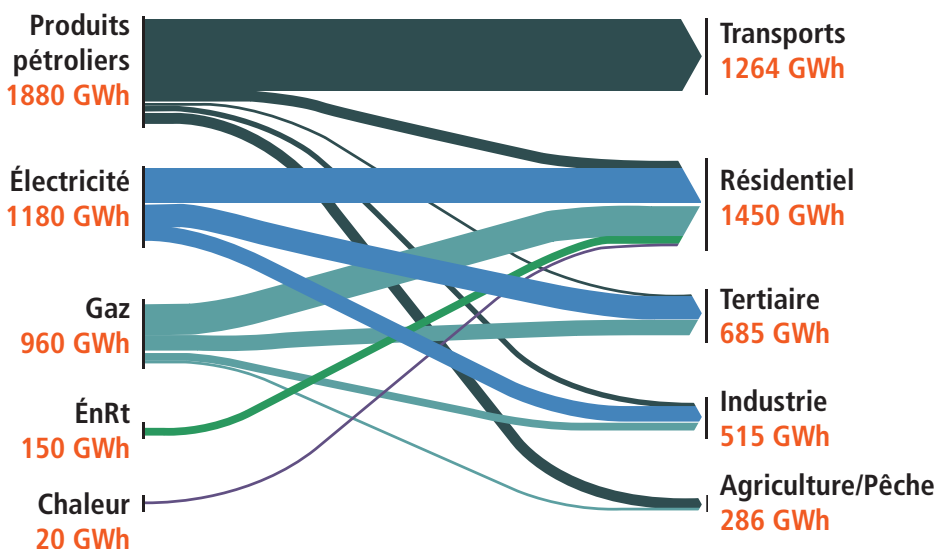 Produits
pétroliers
1880 GWh
Électricité
1180 GWh
Gaz
960 GWh
ÉnRt
150 GWh
Chaleur
20 GWh
Transports
1264 GWh
Résidentiel
1450 GWh
Tertiaire
685 GWh
Industrie
515 GWh
Agriculture/Pêche
286 GWh